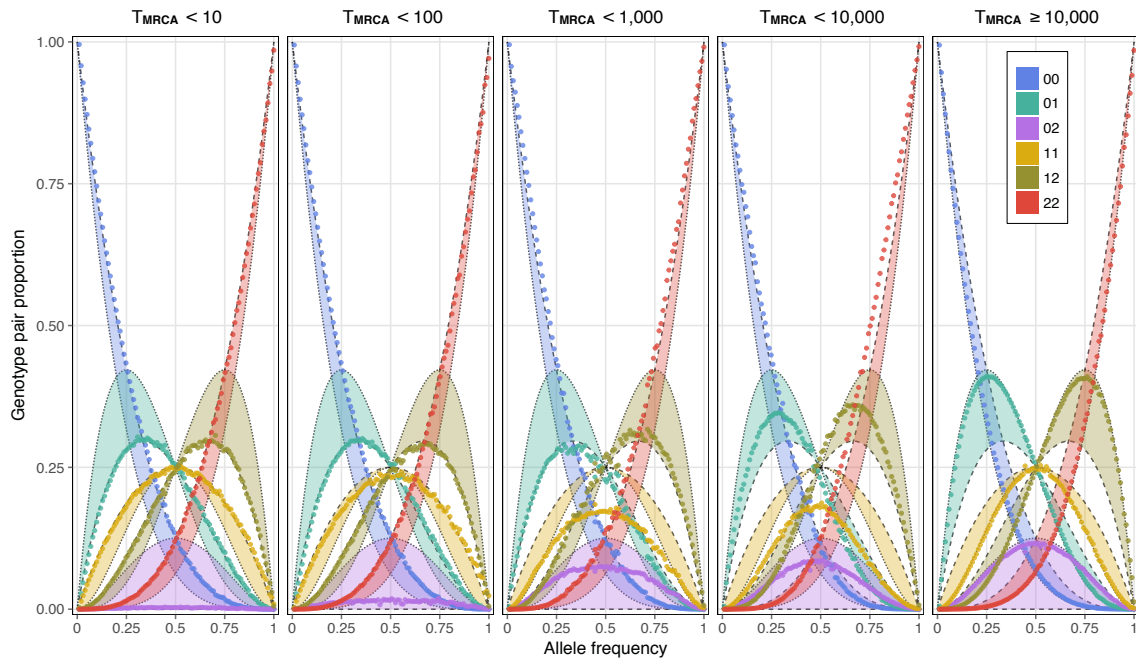 TMRCA < 10
TMRCA < 100
TMRCA < 1,000
TMRCA < 10,000
TMRCA ≥ 10,000
Genotype pair proportion
1.00
0.75
0.50
0.25
0.00
00
01
02
11
12
22
0 0.25 0.5 0.75 1
0 0.25 0.5 0.75 1
0 0.25 0.5 0.75 1
0 0.25 0.5 0.75 1
0 0.25 0.5 0.75 1
Allele frequency